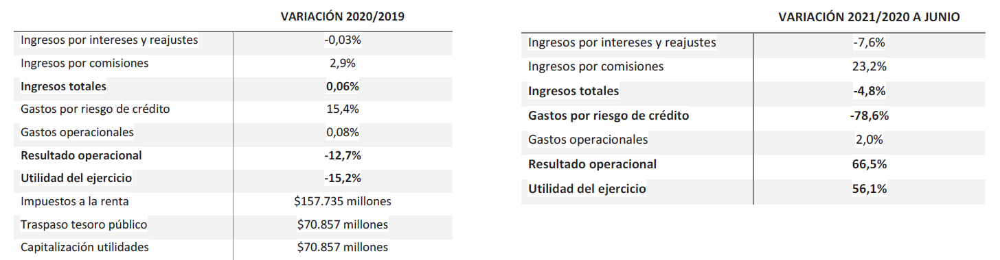 VARIACIÓN 2020/2019
Ingresos por intereses y reajustes -0,03%
Ingresos por comisiones 2,9%
Ingresos totales 0,06%
Gastos por riesgo de crédito 15,4%
Gastos operacionales 0,08%
Resultado operacional -12,7%
Utilidad del ejercicio -15,2%
Impuestos a la renta $157.735 millones
Traspaso tesoro público $70.857 millones
Capitalización utilidades $70.857 millones
VARIACIÓN 2021/2020 A JUNIO
Ingresos por intereses y reajustes -7,6%
Ingresos por comisiones 23,2%
Ingresos totales -4,8%
Gastos por riesgo de crédito -78,6%
Gastos operacionales 2,0%
Resultado operacional 66,5%
Utilidad del ejercicio 56,1%